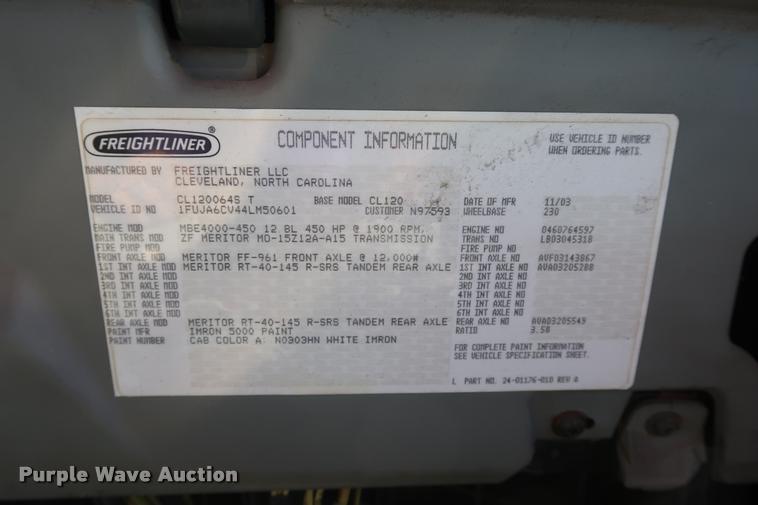 FREIGHTLINER ® COMPONENT INFORMATION USE VEHICLE ID NUMBER
WHEN ORDERING PARTS.
MANUFACTURED BY FREIGHTLINER LLC
CLEVELAND, NORTH CAROLINA
MODEL CL120064S T BASE MODEL CL120 DATE OF MFR 11/03
VEHICLE ID NO 1FUJA6CV44LM50601 CUSTOMER N97593 WHEELBASE 230
ENGINE MOD MBE4000-450 12.8L 450 HP @ 1900 RPM, ENGINE NO 0460764597
MAIN TRANS MOD ZF MERITOR MO-15Z12A-A15 TRANSMISSION TRANS NO LB03045318
FIRE PUMP MOD FIRE PUMP NO
FRONT AXLE MOD MERITOR FF-961 FRONT AXLE @ 12,000# FRONT AXLE NO AVF03143867
1ST INT AXLE MOD MERITOR RT-40-145 R-SRS TANDEM REAR AXLE 1ST INT AXLE NO AVA03205288
2ND INT AXLE MOD 2ND INT AXLE NO
3RD INT AXLE MOD 3RD INT AXLE NO
4TH INT AXLE MOD 4TH INT AXLE NO
5TH INT AXLE MOD 5TH INT AXLE NO
6TH INT AXLE MOD 6TH INT AXLE NO
REAR AXLE MOD MERITOR RT-40-145 R-SRS TANDEM REAR AXLE REAR AXLE NO AVA03205549
PAINT MOD IMRON 5000 PAINT RATIO 3.58
PAINT NUMBER CAB COLOR A: N0303HN WHITE IMRON
FOR COMPLETE PAINT INFORMATION
SEE VEHICLE SPECIFICATION SHEET.
L PART NO. 24-01176-010 REV A
Purple Wave Auction